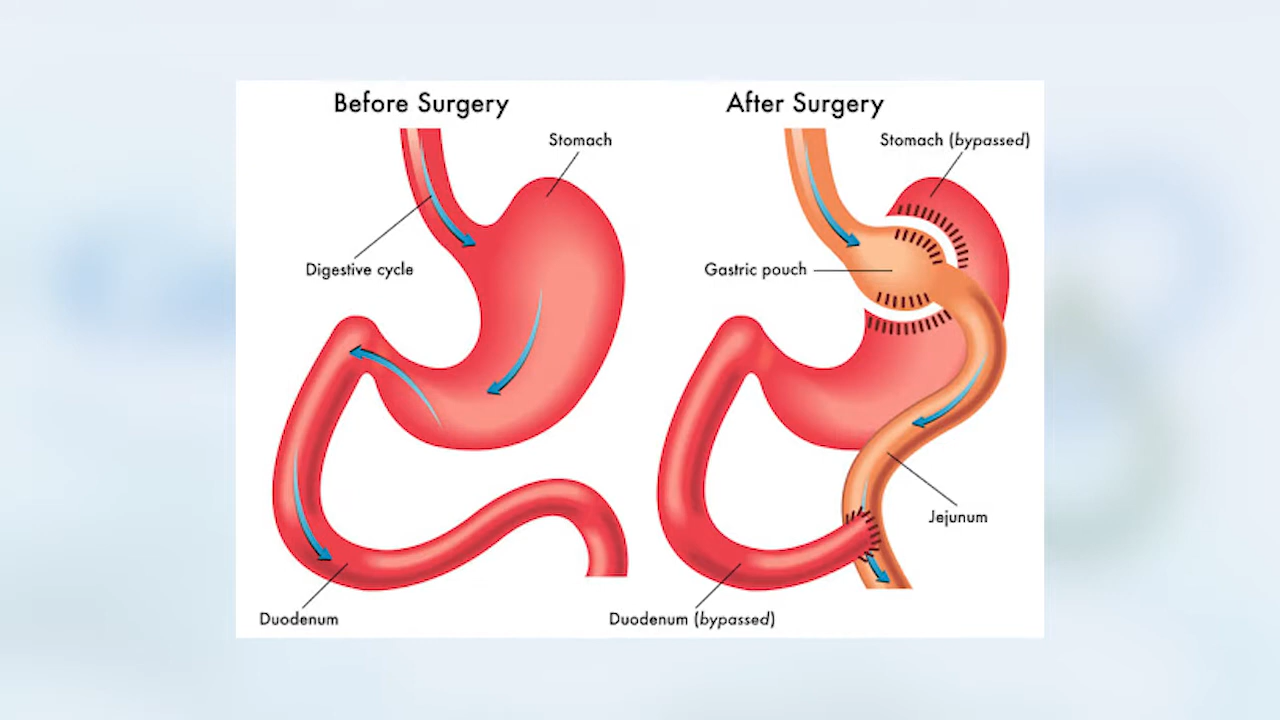 Before Surgery
Stomach
Digestive cycle
Duodenum
After Surgery
Stomach (bypassed)
Gastric pouch
Jejunum
Duodenum (bypassed)